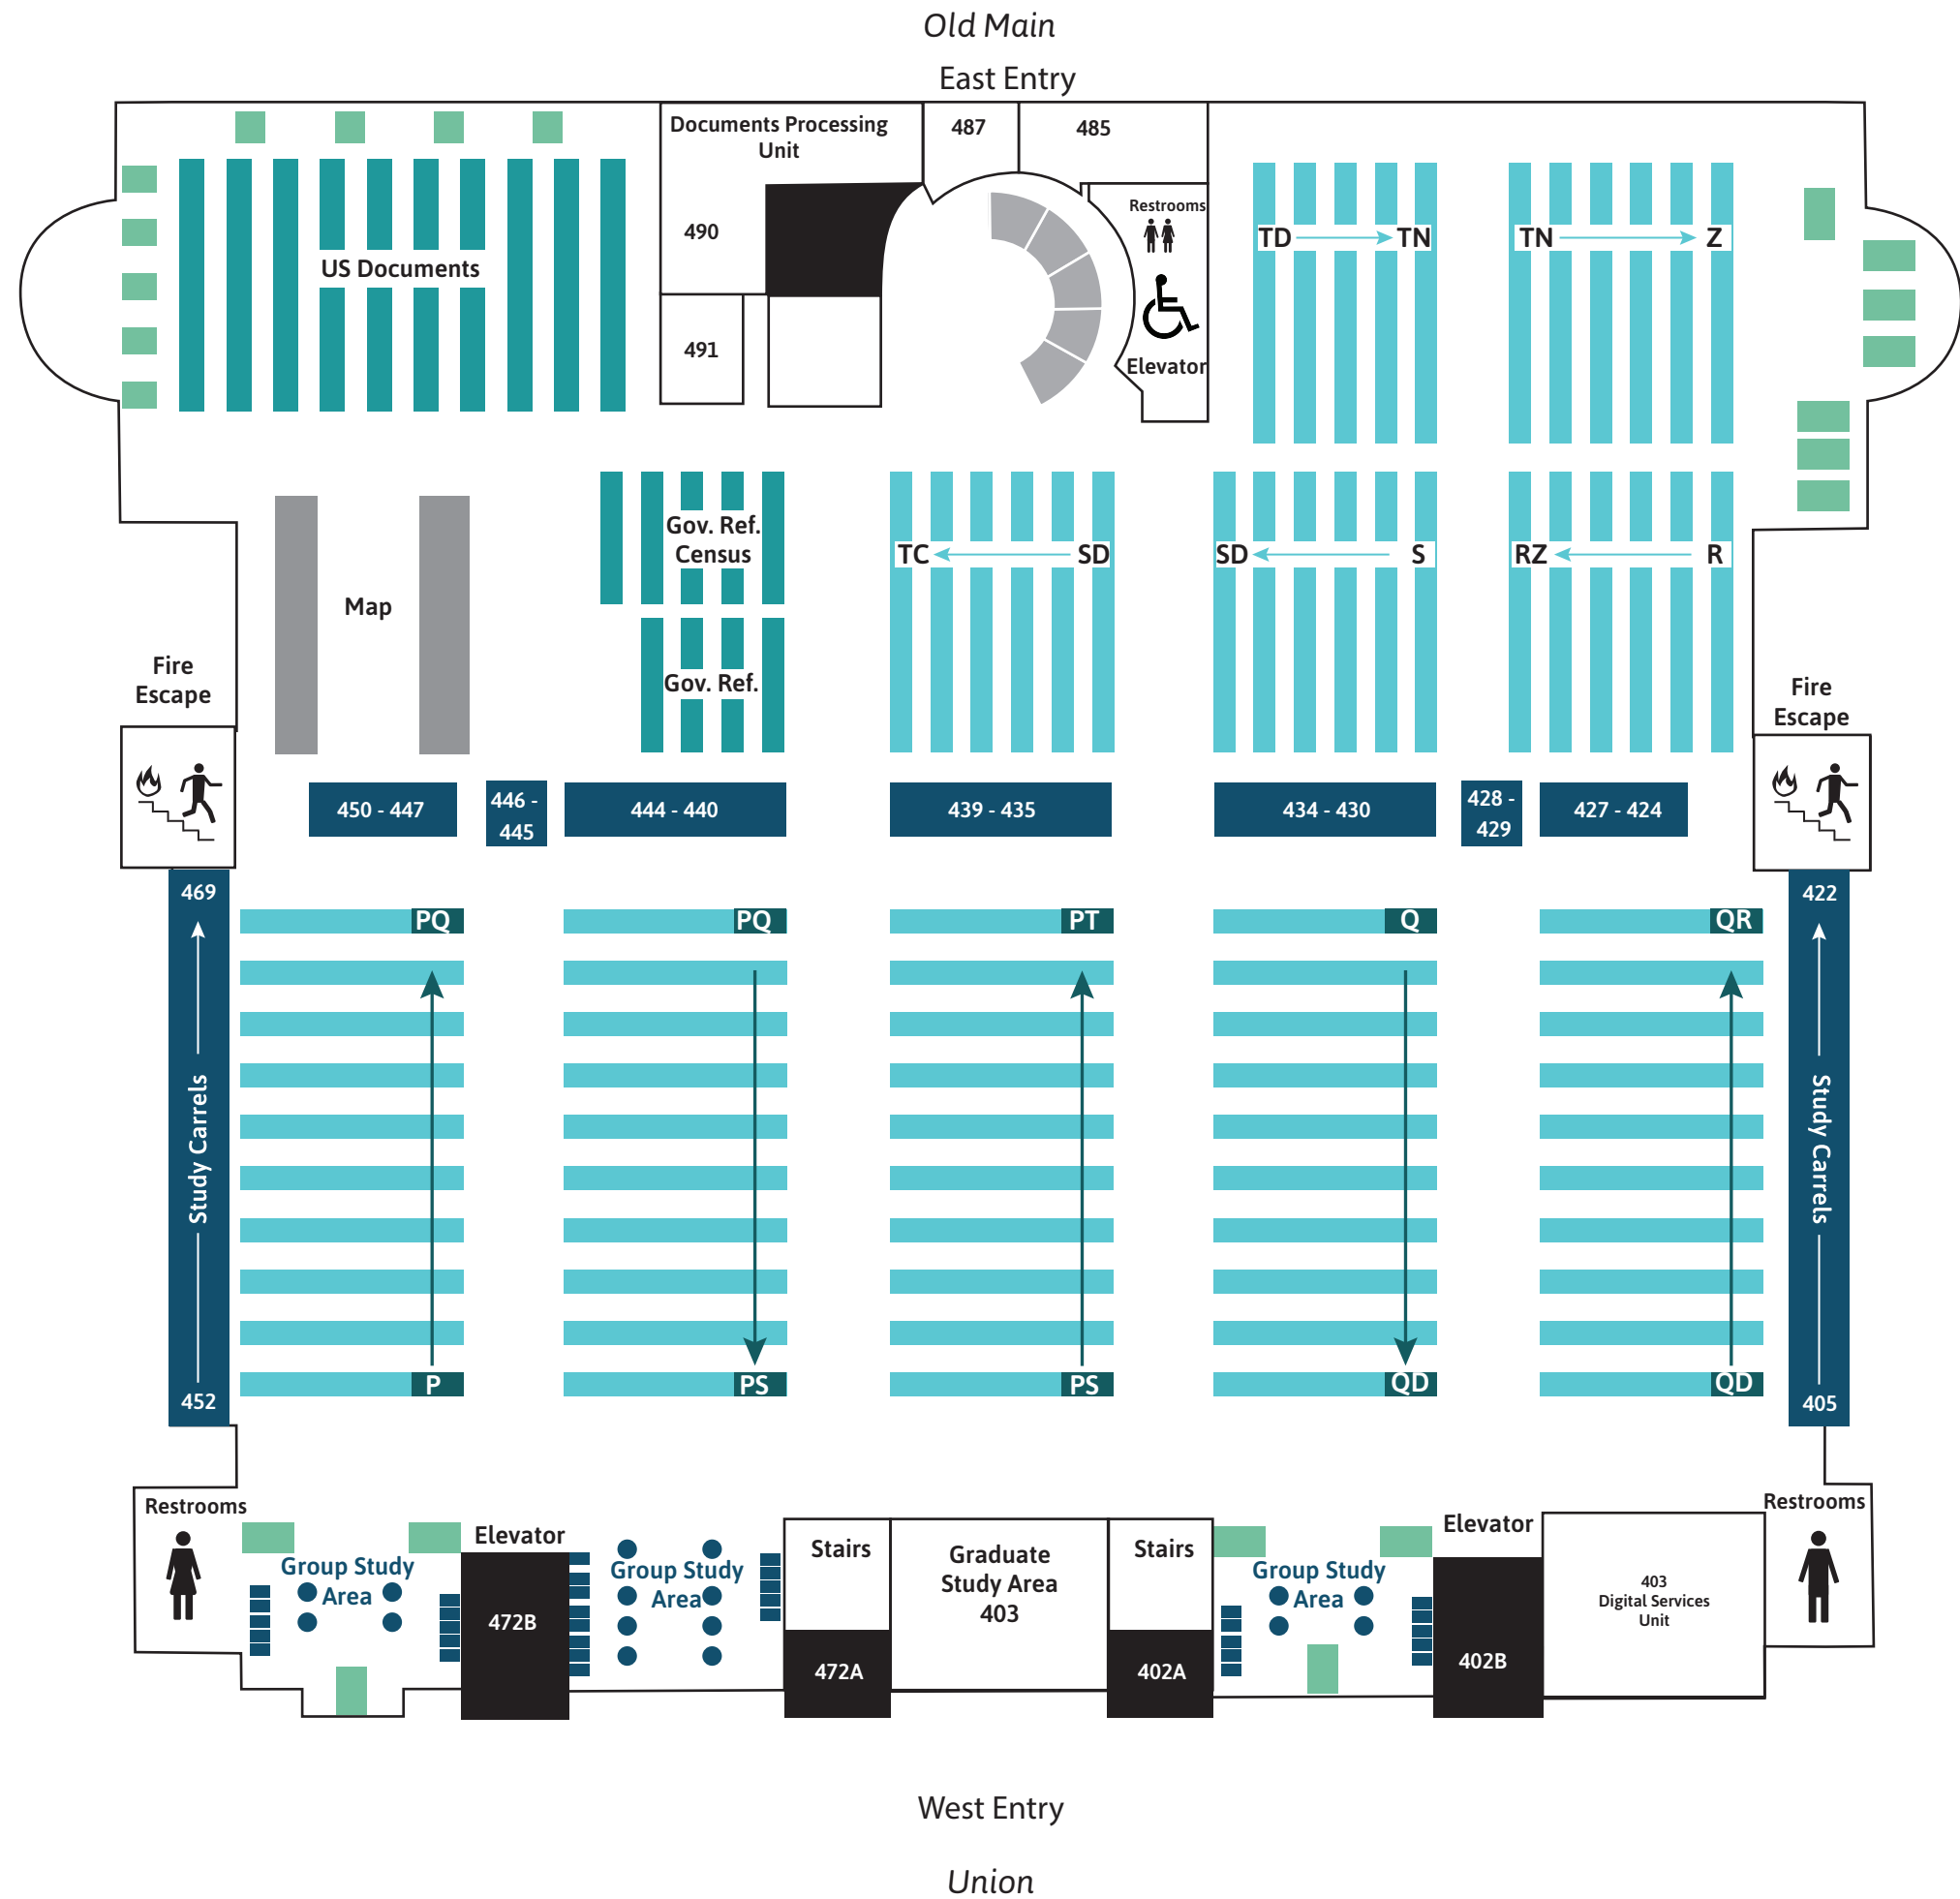 Old Main
East Entry
Documents Processing
Unit
487
485
490
491
Restrooms
Elevator
US Documents
TD
TN
TN
Z
Gov. Ref.
Census
Gov. Ref.
TC
SD
SD
S
RZ
R
Map
Fire
Escape
Fire
Escape
450 - 447
446 -
445
444 - 440
439 - 435
434 - 430
428 -
429
427 - 424
469
Study Carrels
452
422
Study Carrels
405
PQ
PQ
PT
Q
QR
P
PS
PS
QD
QD
Restrooms
Group Study
Area
Elevator
472B
Group Study
Area
Stairs
472A
Graduate
Study Area
403
Stairs
402A
Group Study
Area
Elevator
402B
403
Digital Services
Unit
Restrooms
West Entry
Union